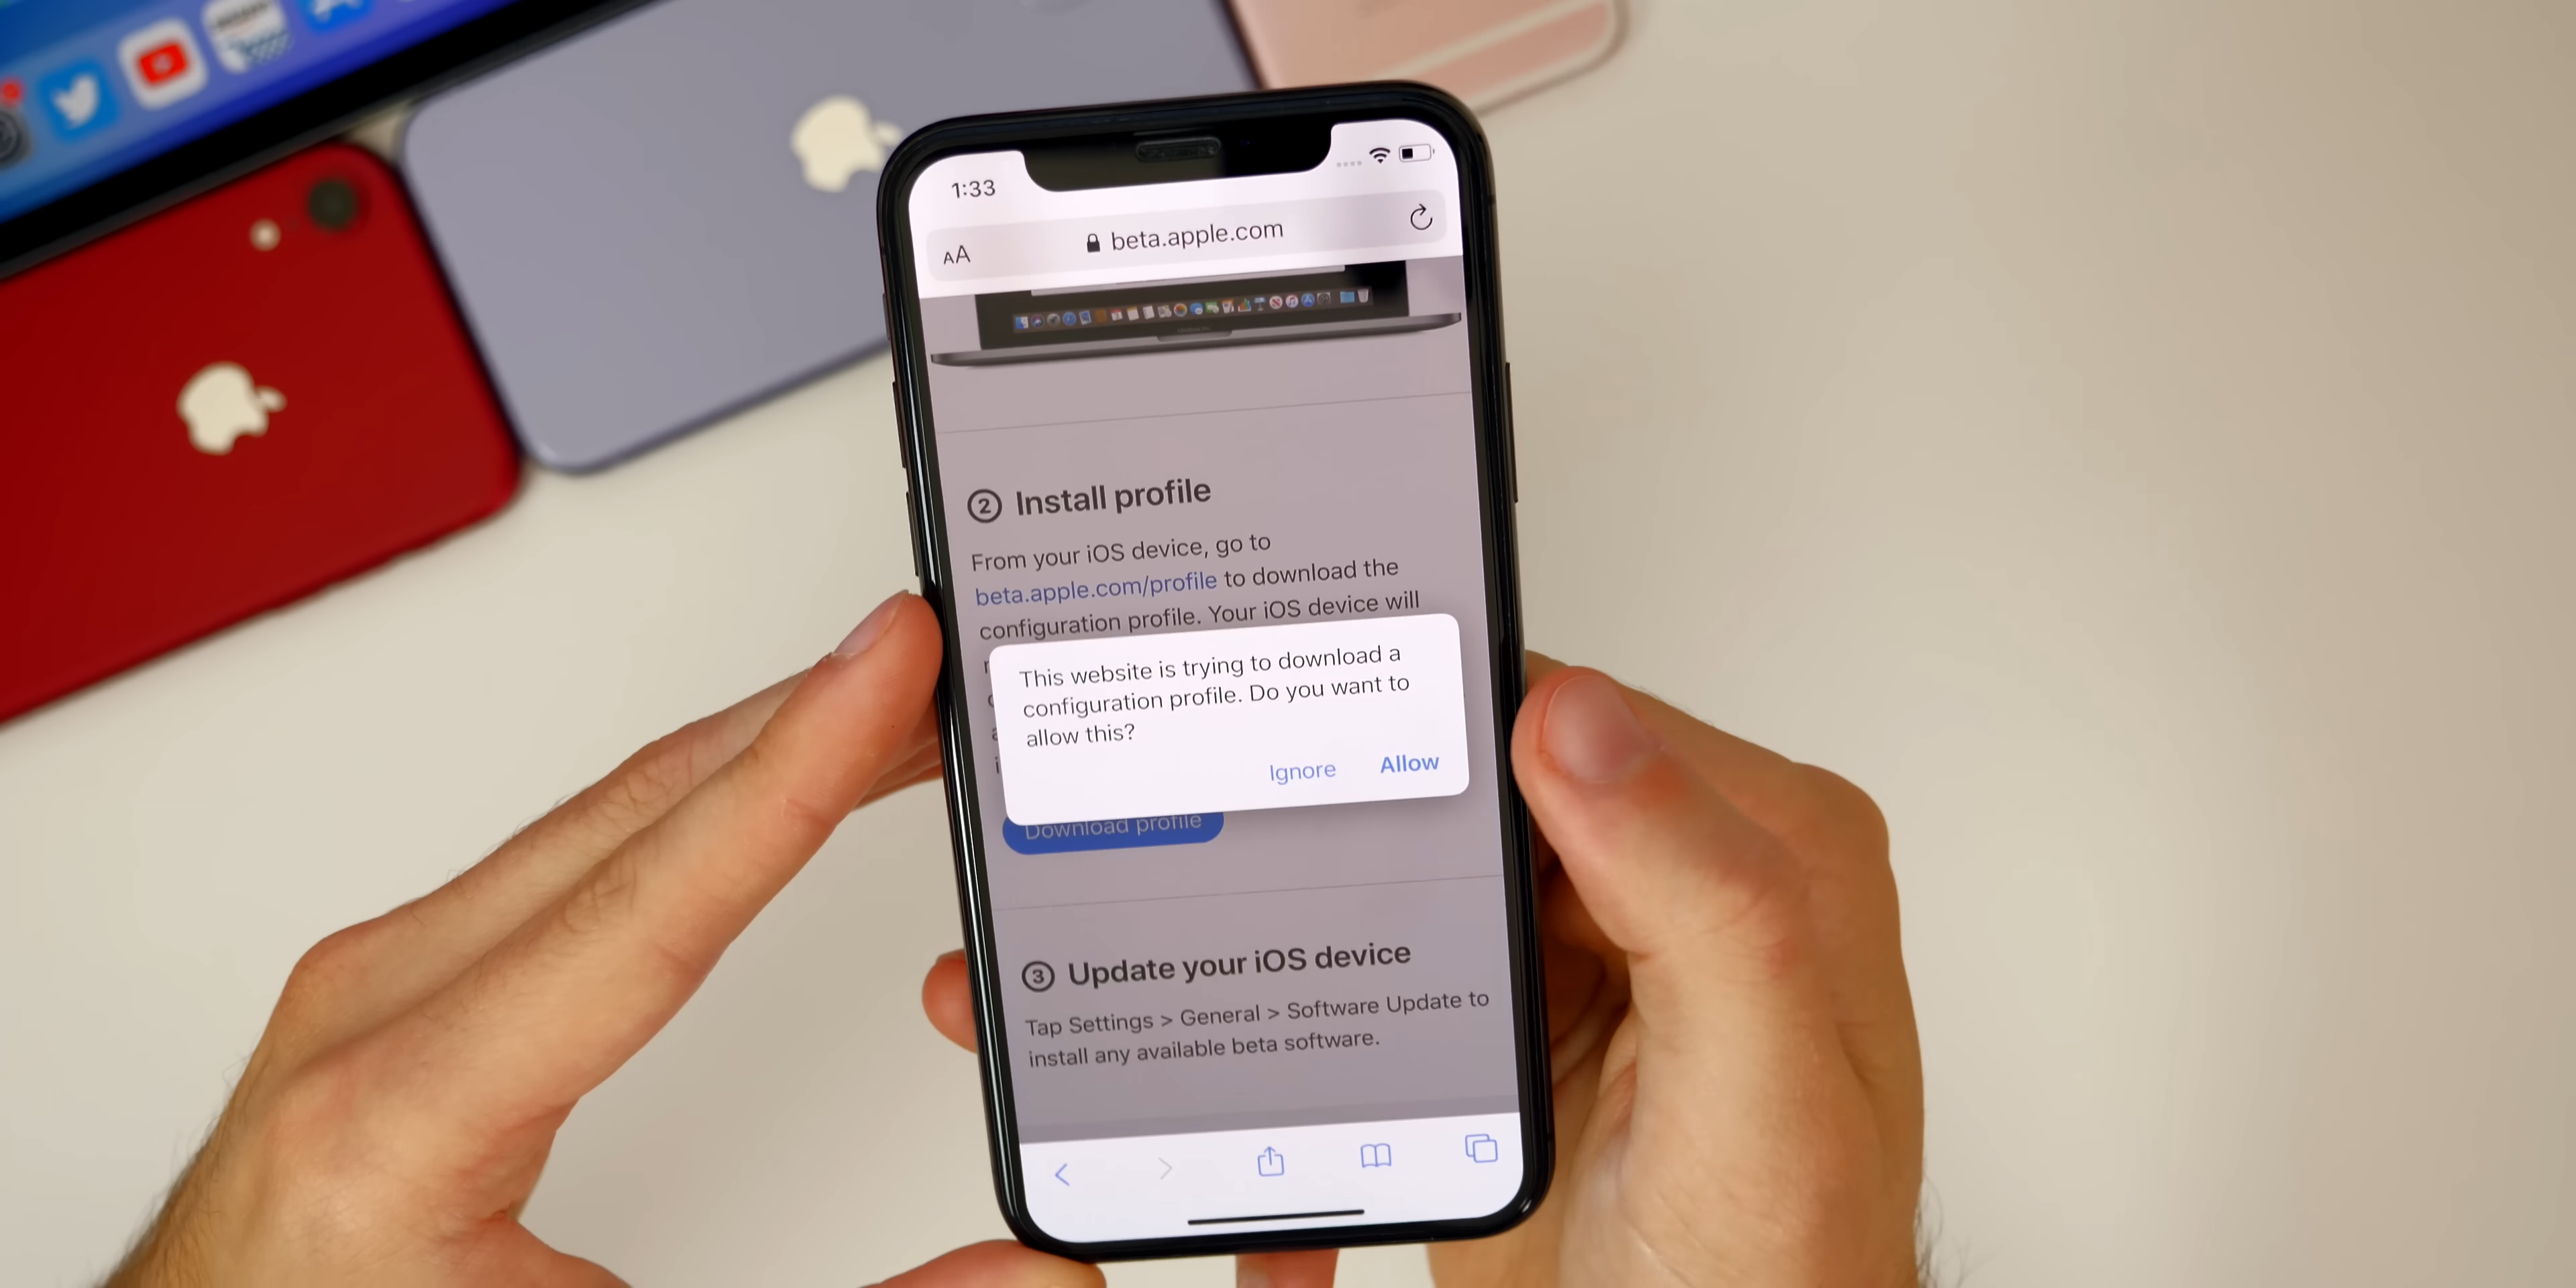 1:33
AA
beta.apple.com
2 Install profile
From your iOS device, go to
beta.apple.com/profile to download the
configuration profile. Your iOS device will
This website is trying to download a
configuration profile. Do you want to
allow this?
Ignore Allow
Download profile
3 Update your iOS device
Tap Settings > General > Software Update to
install any available beta software.